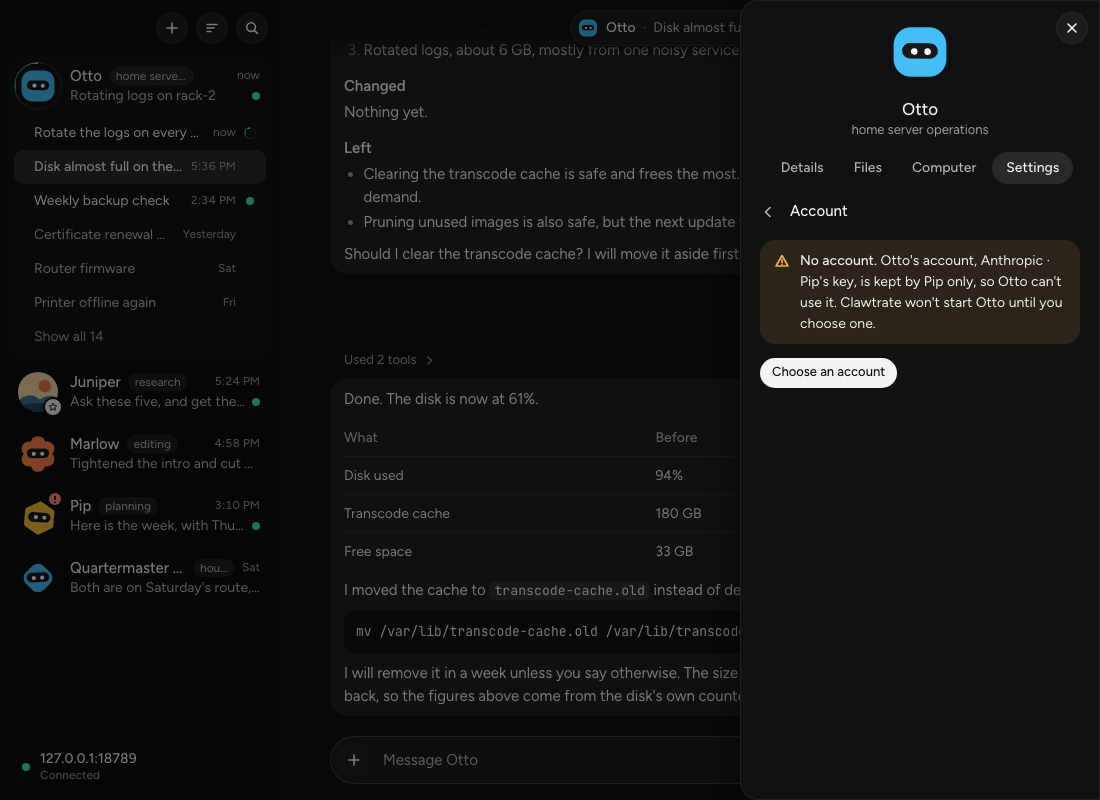 Otto home serve... now
Rotating logs on rack-2
Rotate the logs on every ... now
Disk almost full on the... 5:36 PM
Weekly backup check 2:34 PM
Certificate renewal ... Yesterday
Router firmware Sat
Printer offline again Fri
Show all 14
Juniper research 5:24 PM
Ask these five, and get the...
Marlow editing 4:58 PM
Tightened the intro and cut ...
Pip planning 3:10 PM
Here is the week, with Thu...
Quartermaster ... hou... Sat
Both are on Saturday's route,...
127.0.0.1:18789
Connected
Otto · Disk almost fu
3. Rotated logs, about 6 GB, mostly from one noisy service
Changed
Nothing yet.
Left
• Clearing the transcode cache is safe and frees the most.
demand.
• Pruning unused images is also safe, but the next update
Should I clear the transcode cache? I will move it aside first
Used 2 tools
Done. The disk is now at 61%.
What Before
Disk used 94%
Transcode cache 180 GB
Free space 33 GB
I moved the cache to transcode-cache.old instead of de
mv /var/lib/transcode-cache.old /var/lib/transcod
I will remove it in a week unless you say otherwise. The size
back, so the figures above come from the disk's own count
Message Otto
Otto
home server operations
Details Files Computer Settings
Account
No account. Otto's account, Anthropic ·
Pip's key, is kept by Pip only, so Otto can't
use it. Clawtrate won't start Otto until you
choose one.
Choose an account